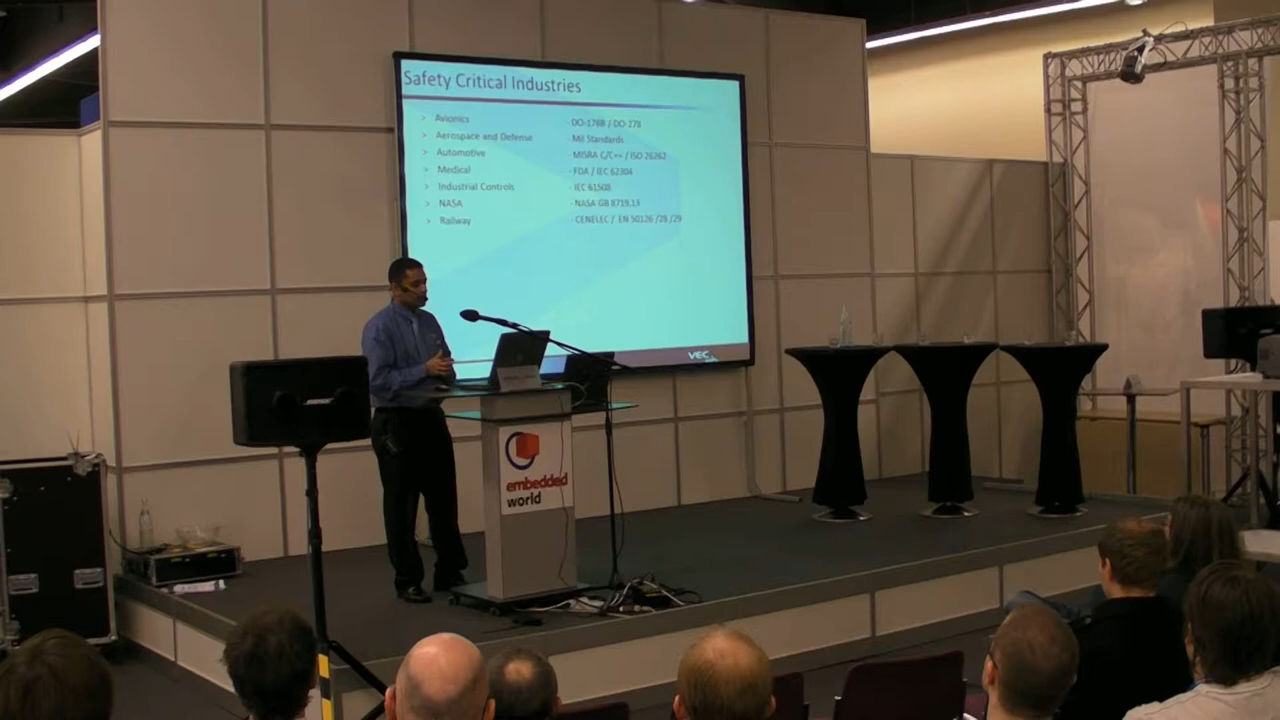 Safety Critical Industries
> Avionics - DO-178B / DO-278
> Aerospace and Defense - Mil Standards
> Automotive - MISRA C/C++ / ISO 26262
> Medical - FDA / IEC 62304
> Industrial Controls - IEC 61508
> NASA - NASA GB 8719.13
> Railway - CENELEC / EN 50126 /28 /29
VEC
embedded
world